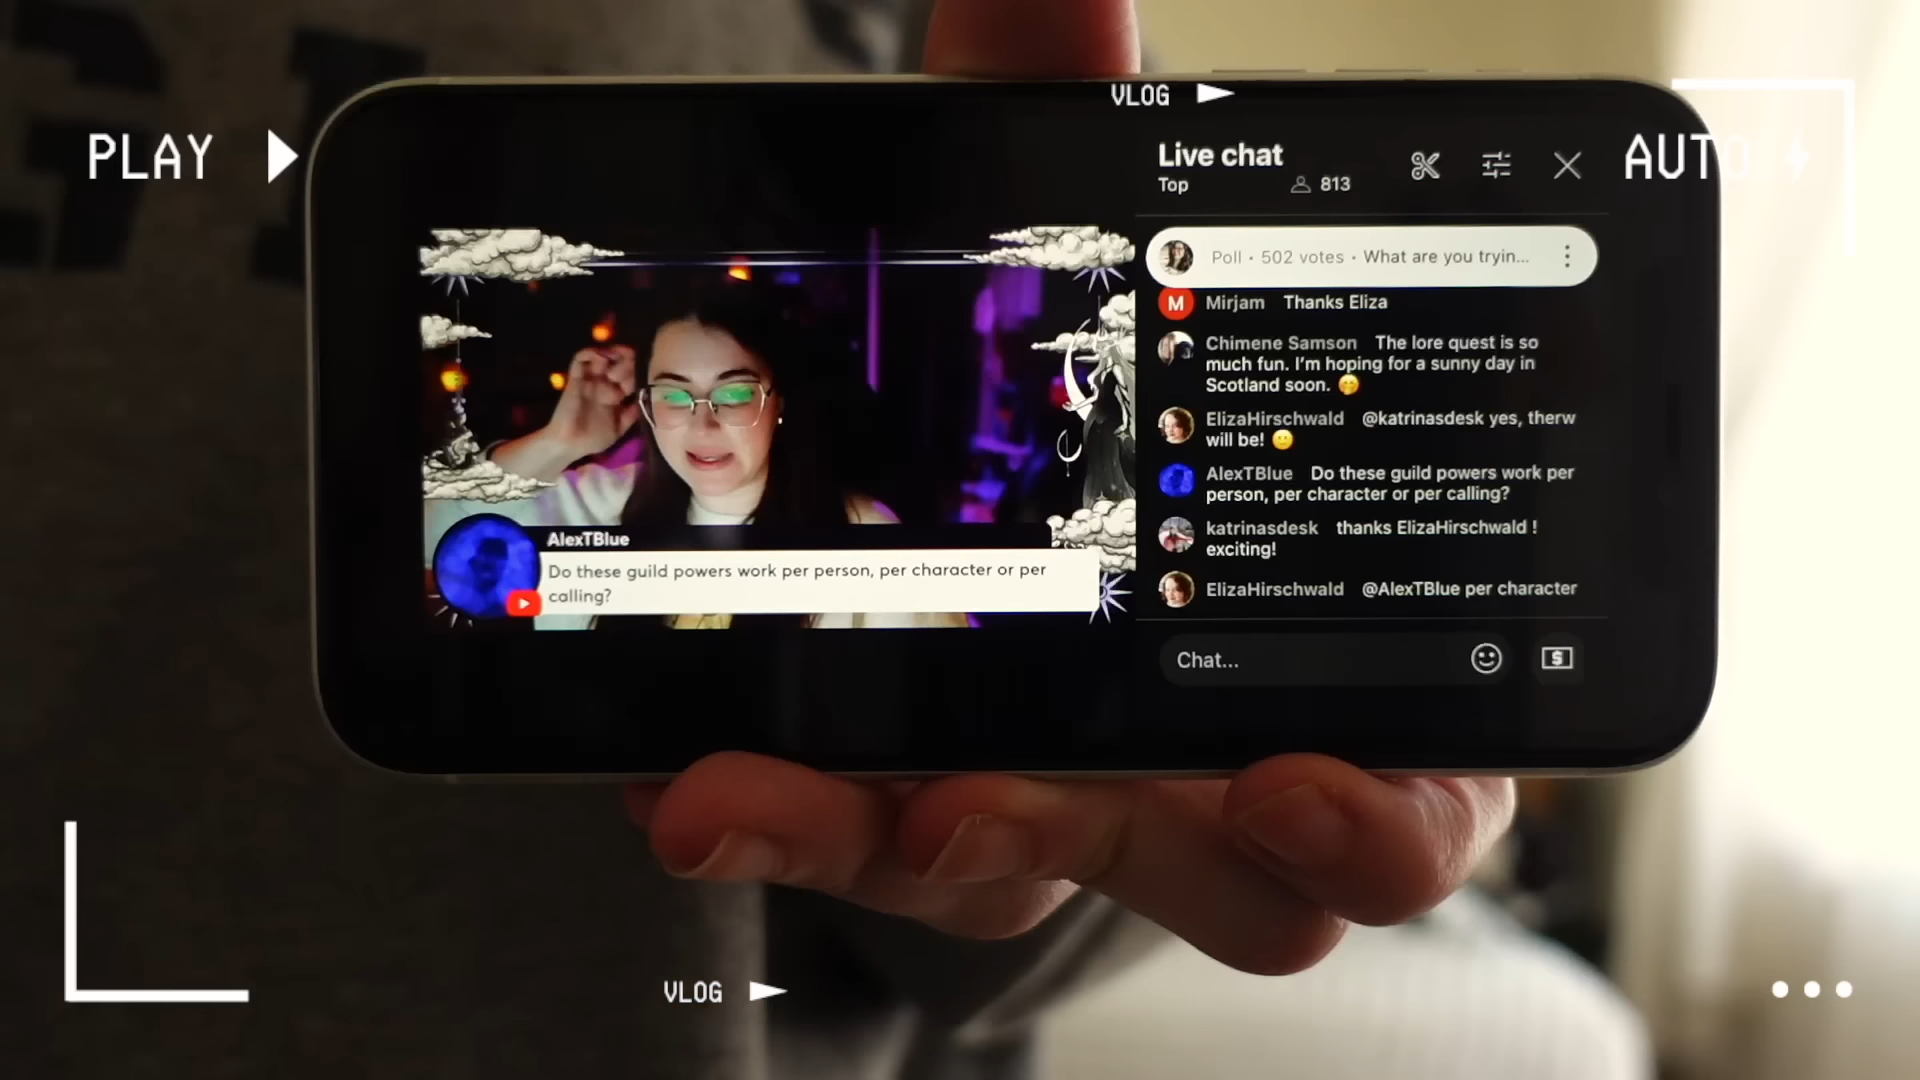 VLOG
PLAY
AUTO
Live chat
Top
813
Poll • 502 votes • What are you tryin...
M
Mirjam Thanks Eliza
Chimene Samson The lore quest is so
much fun. I'm hoping for a sunny day in
Scotland soon. 🤭
ElizaHirschwald @katrinasdesk yes, therw
will be! 🙂
AlexTBlue Do these guild powers work per
person, per character or per calling?
katrinasdesk thanks ElizaHirschwald !
exciting!
ElizaHirschwald @AlexTBlue per character
Chat...
$
AlexTBlue
Do these guild powers work per person, per character or per
calling?
VLOG